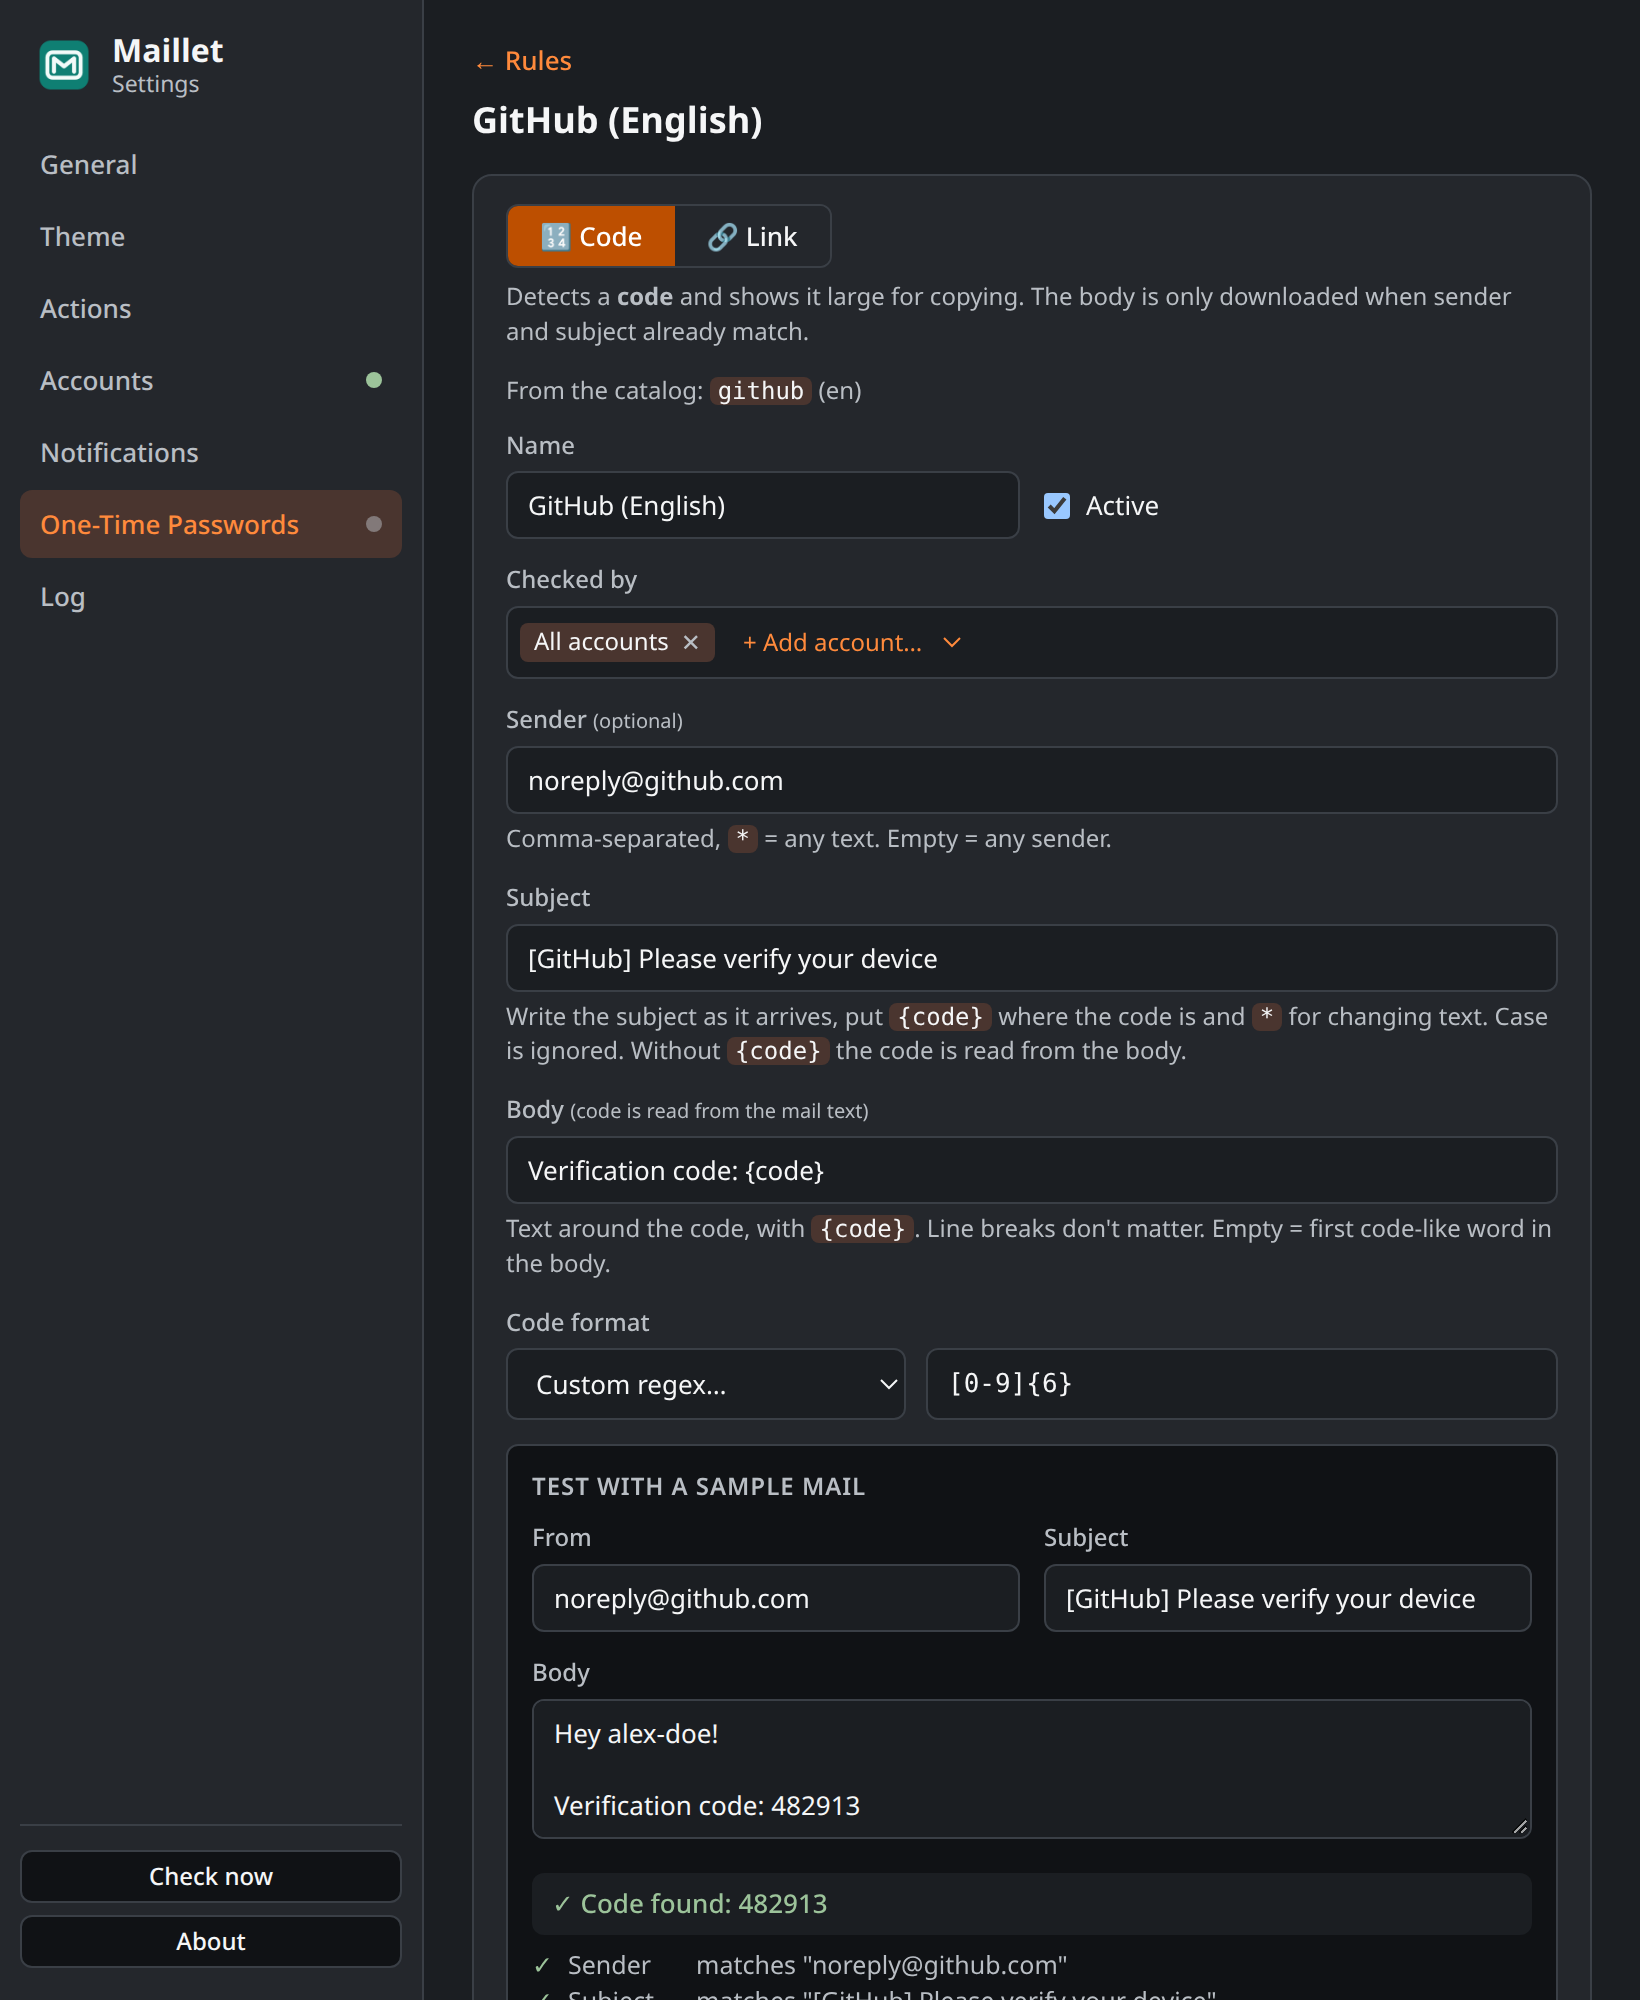 Maillet
Settings
General
Theme
Actions
Accounts
Notifications
One-Time Passwords
Log
Check now
About
← Rules
GitHub (English)
🔢 Code
🔗 Link
Detects a code and shows it large for copying. The body is only downloaded when sender
and subject already match.
From the catalog: github (en)
Name
GitHub (English)
Active
Checked by
All accounts ✕
+ Add account...
Sender (optional)
noreply@github.com
Comma-separated, * = any text. Empty = any sender.
Subject
[GitHub] Please verify your device
Write the subject as it arrives, put {code} where the code is and * for changing text. Case
is ignored. Without {code} the code is read from the body.
Body (code is read from the mail text)
Verification code: {code}
Text around the code, with {code}. Line breaks don't matter. Empty = first code-like word in
the body.
Code format
Custom regex...
[0-9]{6}
TEST WITH A SAMPLE MAIL
From
Subject
noreply@github.com
[GitHub] Please verify your device
Body
Hey alex-doe!
Verification code: 482913
✓ Code found: 482913
✓ Sender matches "noreply@github.com"
✓ Subject matches "[GitHub] Please verify your device"